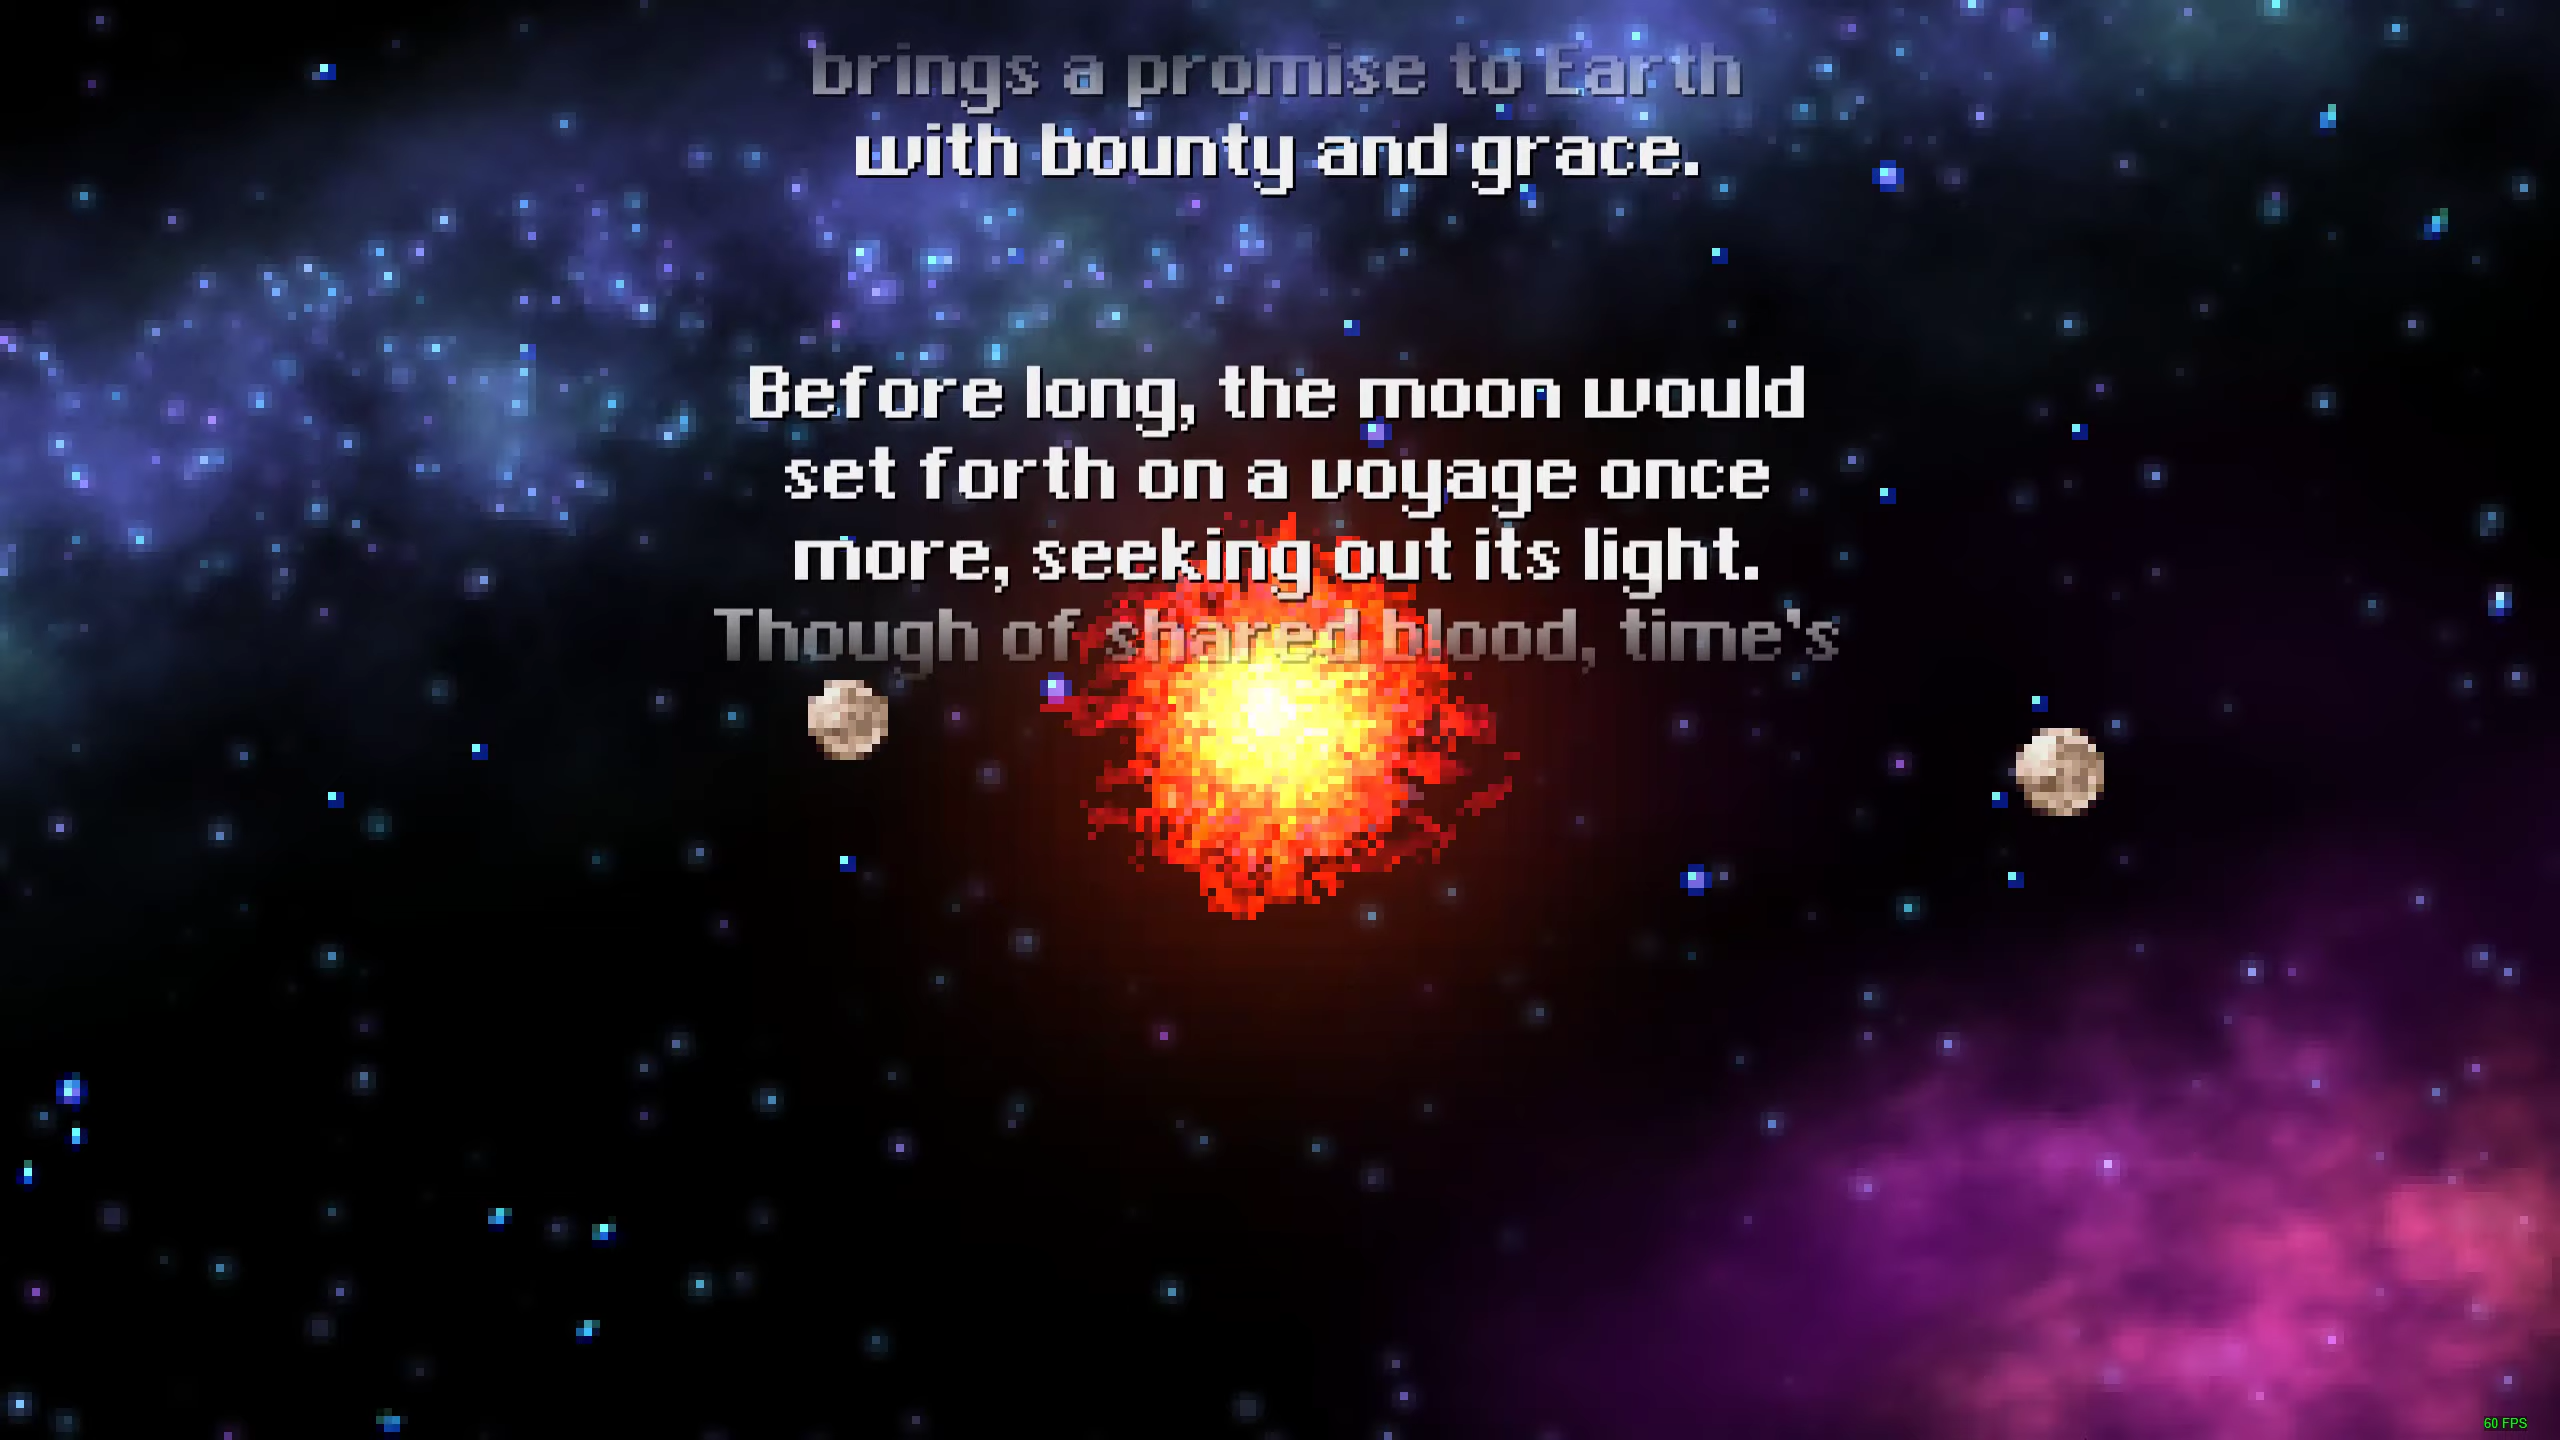 brings a promise to Earth
with bounty and grace.
Before long, the moon would
set forth on a voyage once
more, seeking out its light.
Though of shared blood, time's
60 FPS